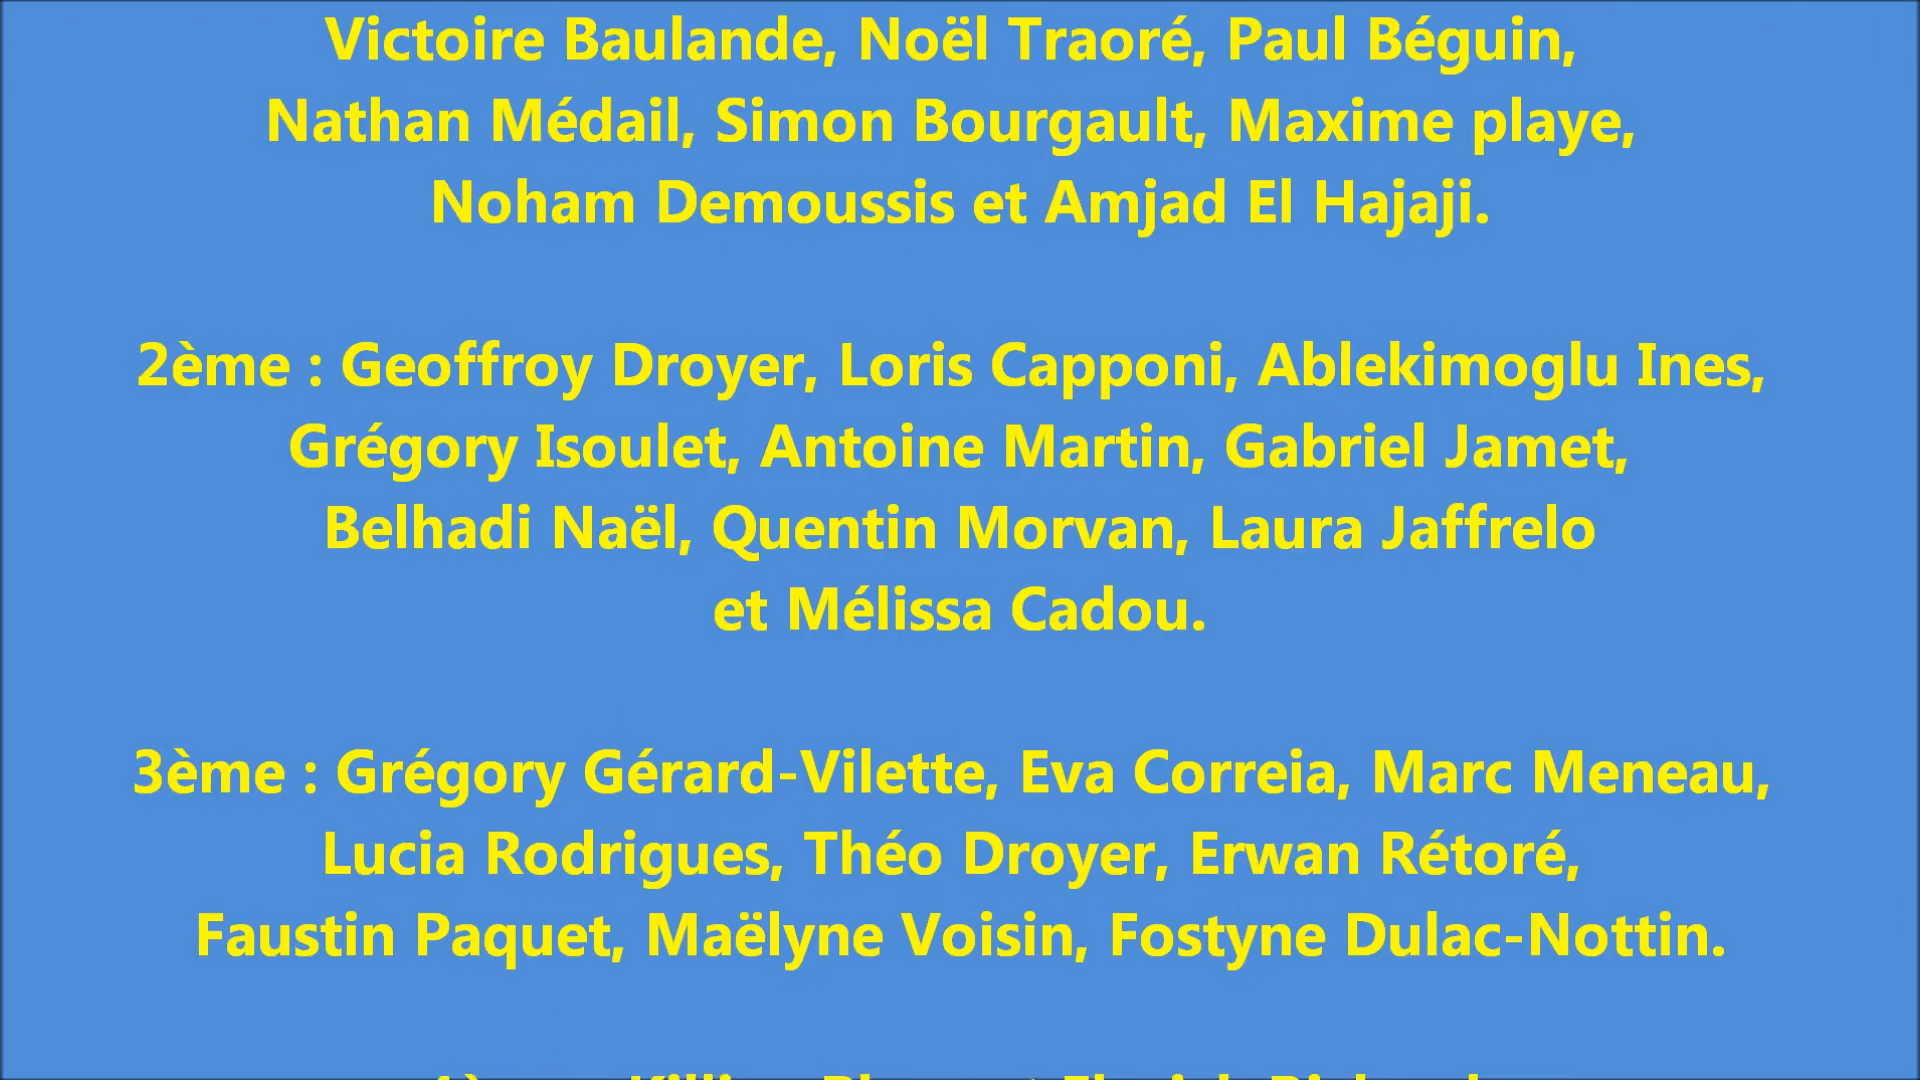 Victoire Baulande, Noël Traoré, Paul Béguin,
Nathan Médail, Simon Bourgault, Maxime playe,
Noham Demoussis et Amjad El Hajaji.
2ème : Geoffroy Droyer, Loris Capponi, Ablekimoglu Ines,
Grégory Isoulet, Antoine Martin, Gabriel Jamet,
Belhadi Naël, Quentin Morvan, Laura Jaffrelo
et Mélissa Cadou.
3ème : Grégory Gérard-Vilette, Eva Correia, Marc Meneau,
Lucia Rodrigues, Théo Droyer, Erwan Rétoré,
Faustin Paquet, Maëlyne Voisin, Fostyne Dulac-Nottin.